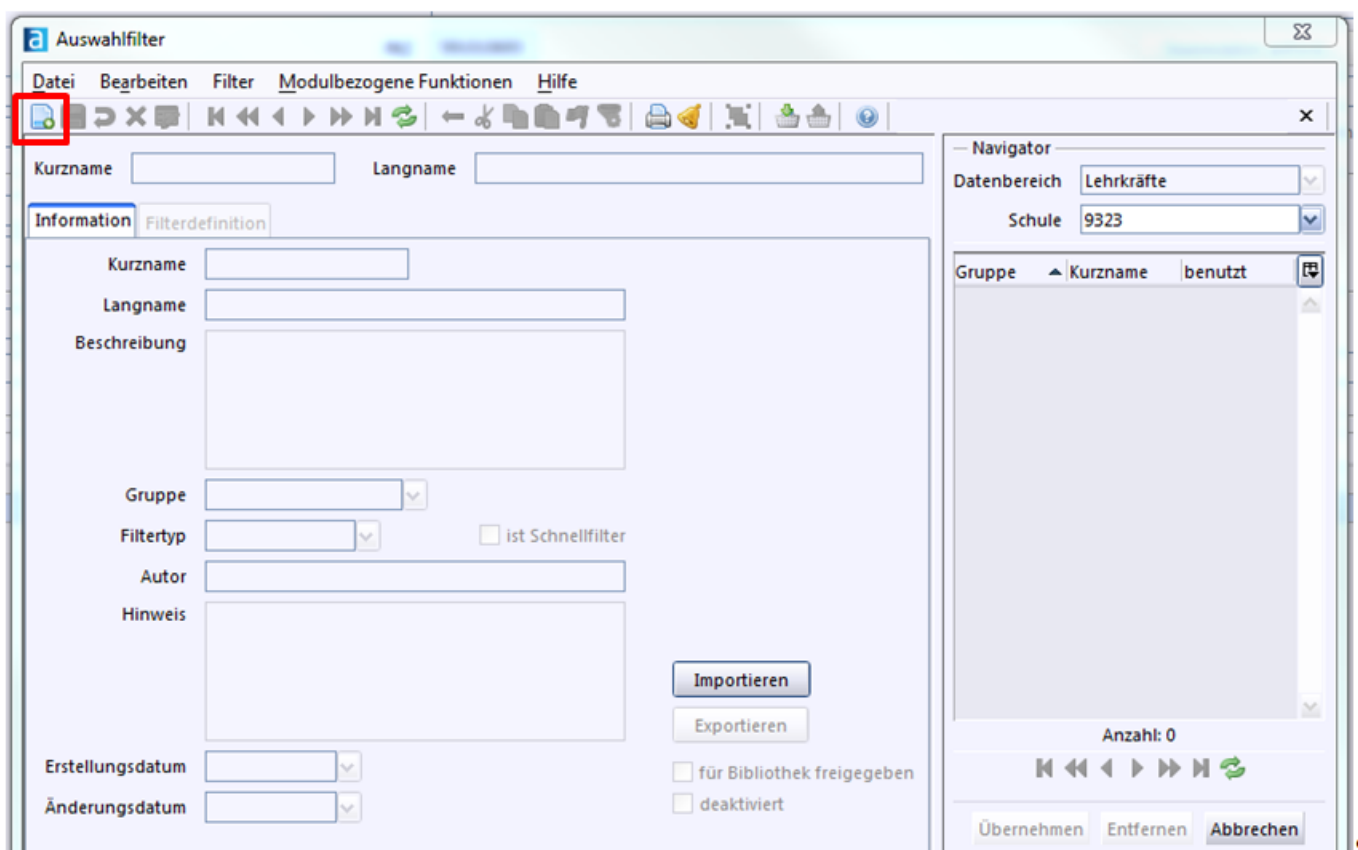 Auswahlfilter
Datei Bearbeiten Filter Modulbezogene Funktionen Hilfe
Kurzname Langname
Information Filterdefinition
Kurzname
Langname
Beschreibung
Gruppe
Filtertyp ist Schnellfilter
Autor
Hinweis
Importieren
Exportieren
Erstellungsdatum für Bibliothek freigegeben
Änderungsdatum deaktiviert
Navigator
Datenbereich Lehrkräfte
Schule 9323
Gruppe Kurzname benutzt
Anzahl: 0
Übernehmen Entfernen Abbrechen